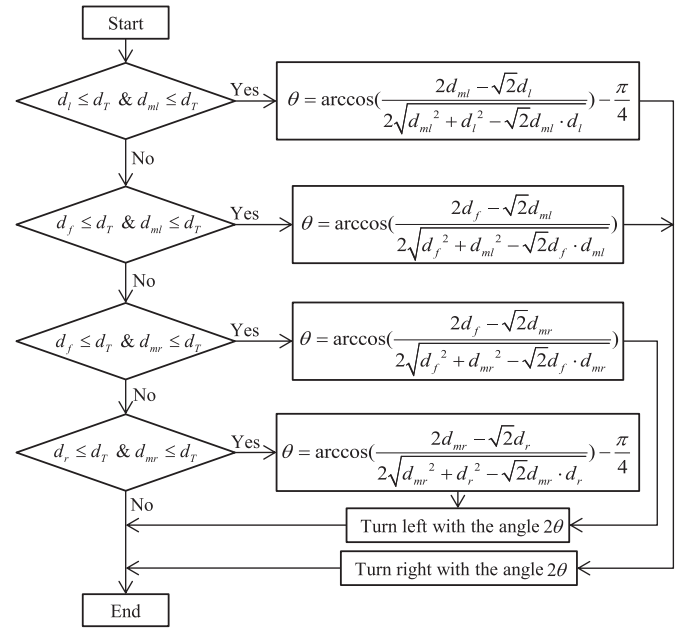 Start
d_l ≤ d_T & d_ml ≤ d_T
Yes
θ = arccos((2d_ml − √2d_l) / (2√(d_ml² + d_l² − √2d_ml · d_l))) − π/4
No
d_f ≤ d_T & d_ml ≤ d_T
Yes
θ = arccos((2d_f − √2d_ml) / (2√(d_f² + d_ml² − √2d_f · d_ml)))
No
d_f ≤ d_T & d_mr ≤ d_T
Yes
θ = arccos((2d_f − √2d_mr) / (2√(d_f² + d_mr² − √2d_f · d_mr)))
No
d_r ≤ d_T & d_mr ≤ d_T
Yes
θ = arccos((2d_mr − √2d_r) / (2√(d_mr² + d_r² − √2d_mr · d_r))) − π/4
No
Turn left with the angle 2θ
Turn right with the angle 2θ
End